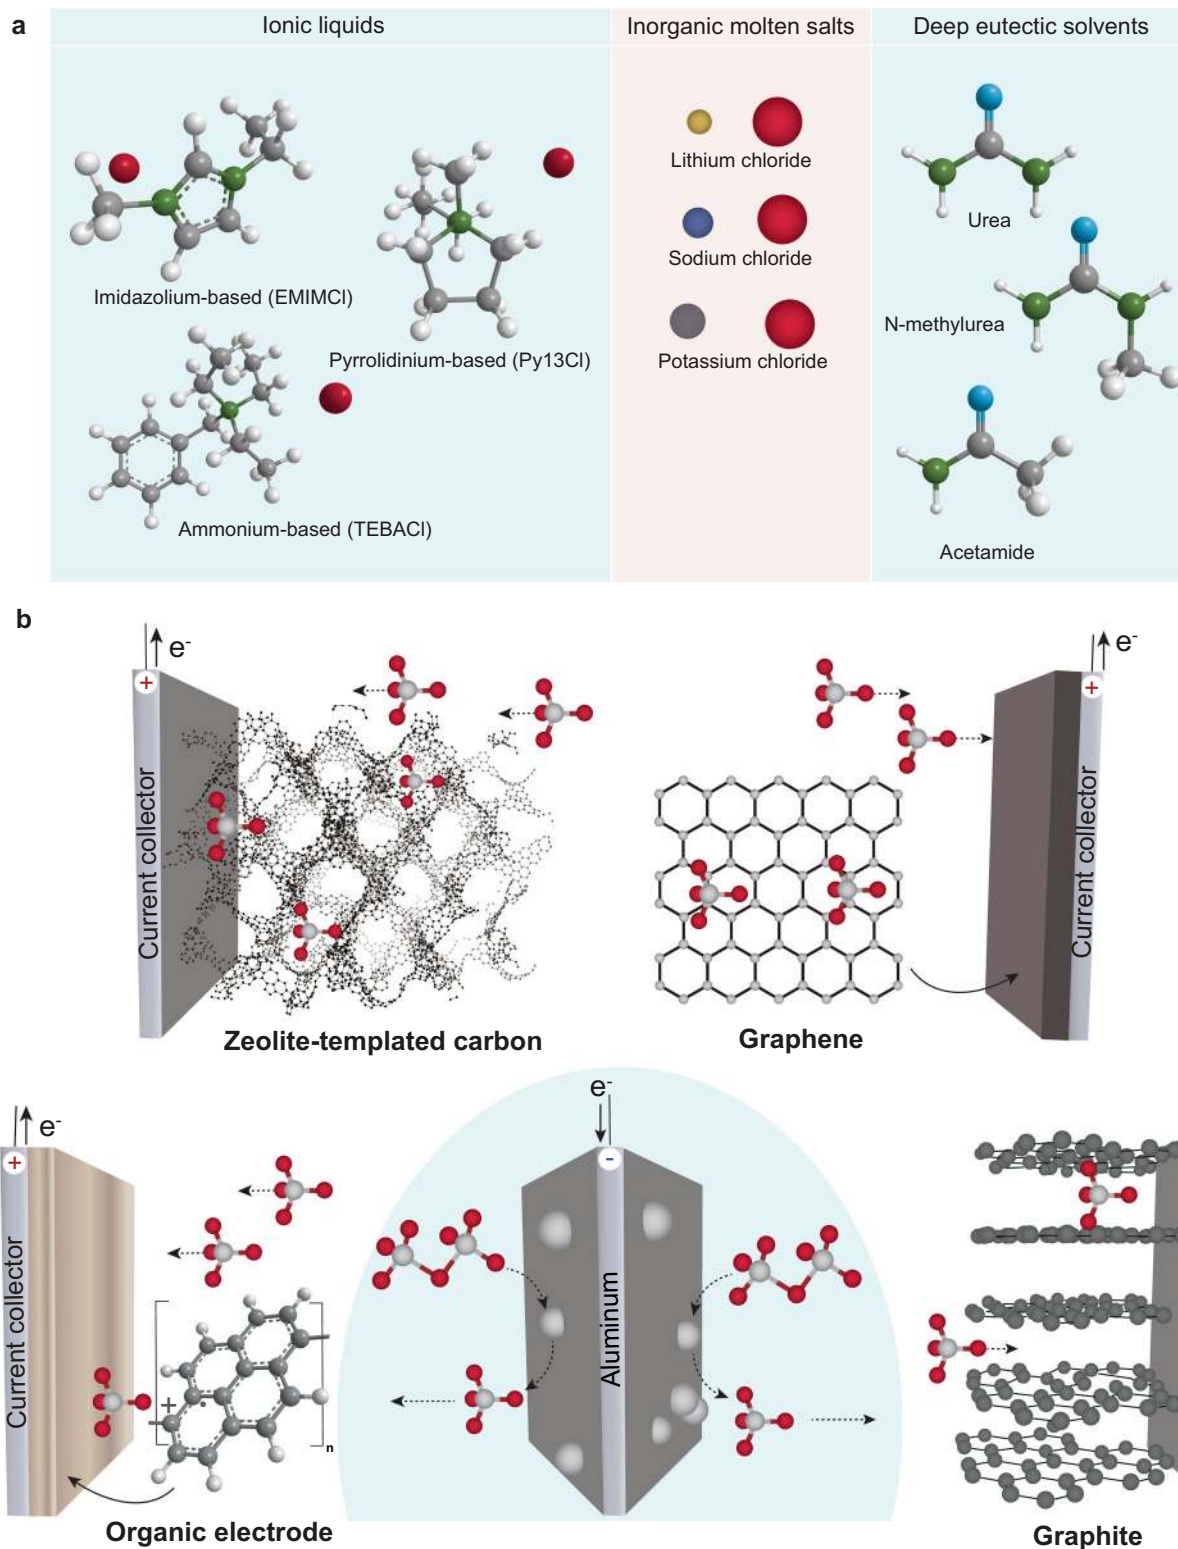 a
Ionic liquids
Inorganic molten salts
Deep eutectic solvents
Imidazolium-based (EMIMCl)
Pyrrolidinium-based (Py13Cl)
Ammonium-based (TEBACl)
Lithium chloride
Sodium chloride
Potassium chloride
Urea
N-methylurea
Acetamide
b
e-
+
Current collector
Zeolite-templated carbon
e-
+
Current collector
Graphene
e-
+
Current collector
+
n
Organic electrode
e-
-
Aluminum
Graphite